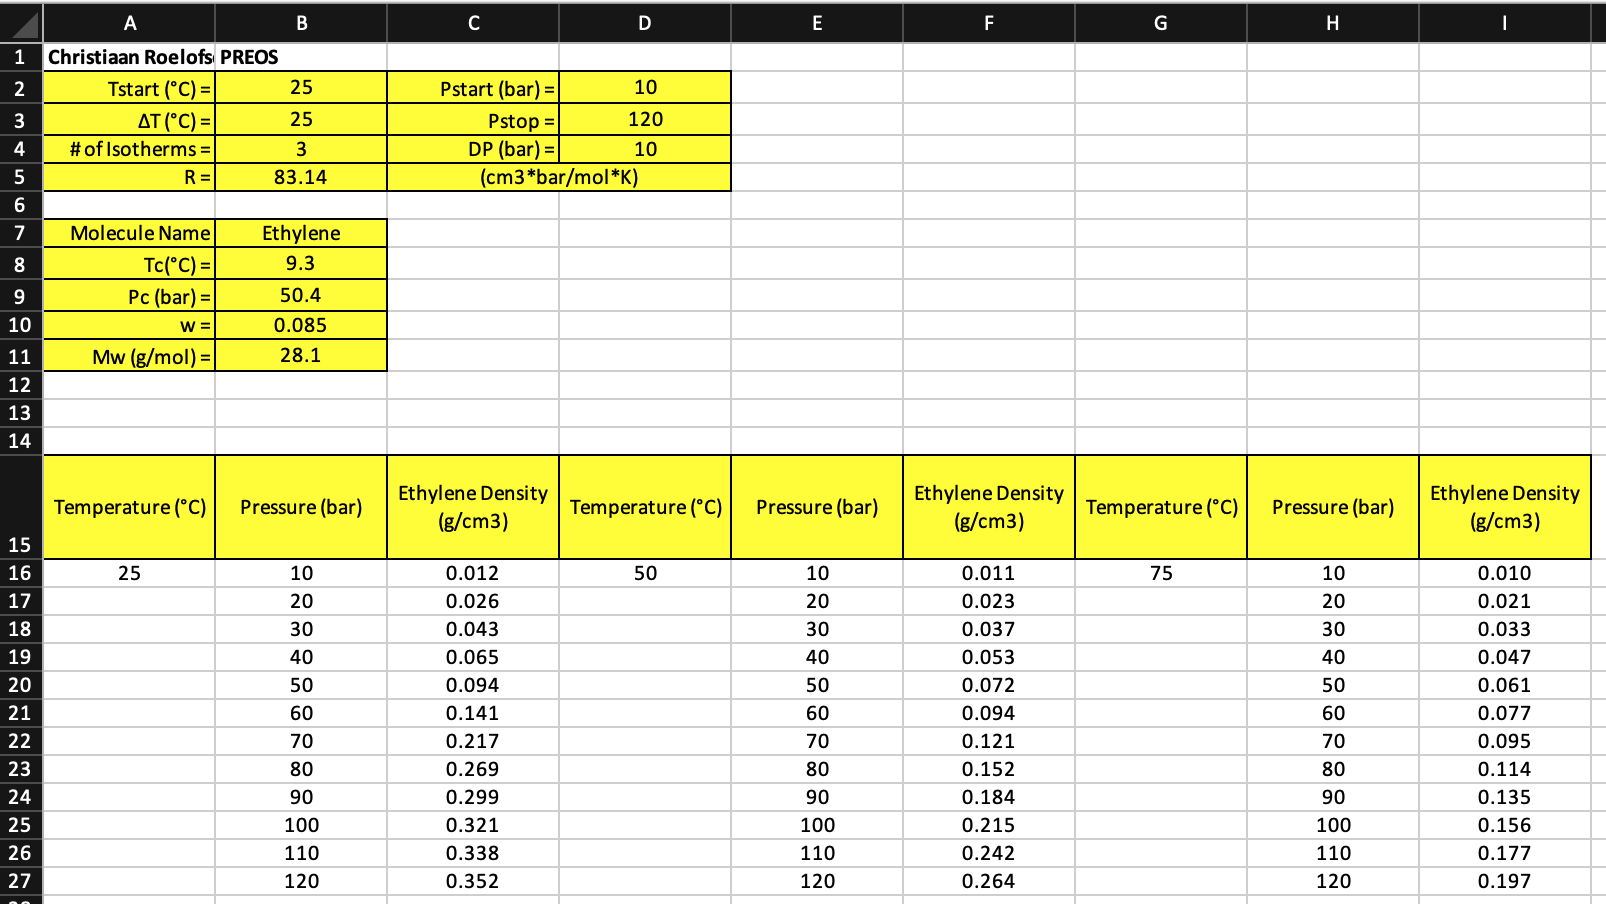 A B C D E F G H I
1 Christiaan Roelofs PREOS
2 Tstart (°C) = 25 Pstart (bar) = 10
3 ΔT (°C) = 25 Pstop = 120
4 # of Isotherms = 3 DP (bar) = 10
5 R = 83.14 (cm3*bar/mol*K)
6
7 Molecule Name Ethylene
8 Tc(°C) = 9.3
9 Pc (bar) = 50.4
10 w = 0.085
11 Mw (g/mol) = 28.1
12
13
14
15 Temperature (°C) Pressure (bar) Ethylene Density (g/cm3) Temperature (°C) Pressure (bar) Ethylene Density (g/cm3) Temperature (°C) Pressure (bar) Ethylene Density (g/cm3)
16 25 10 0.012 50 10 0.011 75 10 0.010
17 20 0.026 20 0.023 20 0.021
18 30 0.043 30 0.037 30 0.033
19 40 0.065 40 0.053 40 0.047
20 50 0.094 50 0.072 50 0.061
21 60 0.141 60 0.094 60 0.077
22 70 0.217 70 0.121 70 0.095
23 80 0.269 80 0.152 80 0.114
24 90 0.299 90 0.184 90 0.135
25 100 0.321 100 0.215 100 0.156
26 110 0.338 110 0.242 110 0.177
27 120 0.352 120 0.264 120 0.197